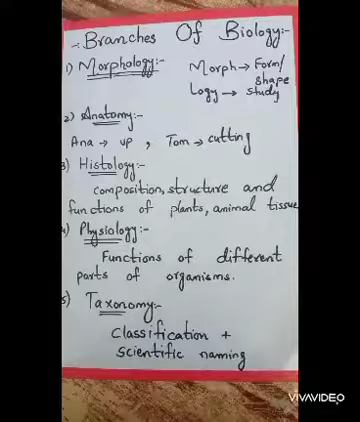 -: Branches Of Biology:-
1) Morphology:- Morph → Form/
shape
Logy → study
2) Anatomy:-
Ana → up , Tom → cutting
3) Histology:-
composition, structure and
functions of plants, animal tissue
4) Physiology:-
Functions of different
parts of organisms.
5) Taxonomy:-
Classification +
scientific naming
VIVAVIDEO